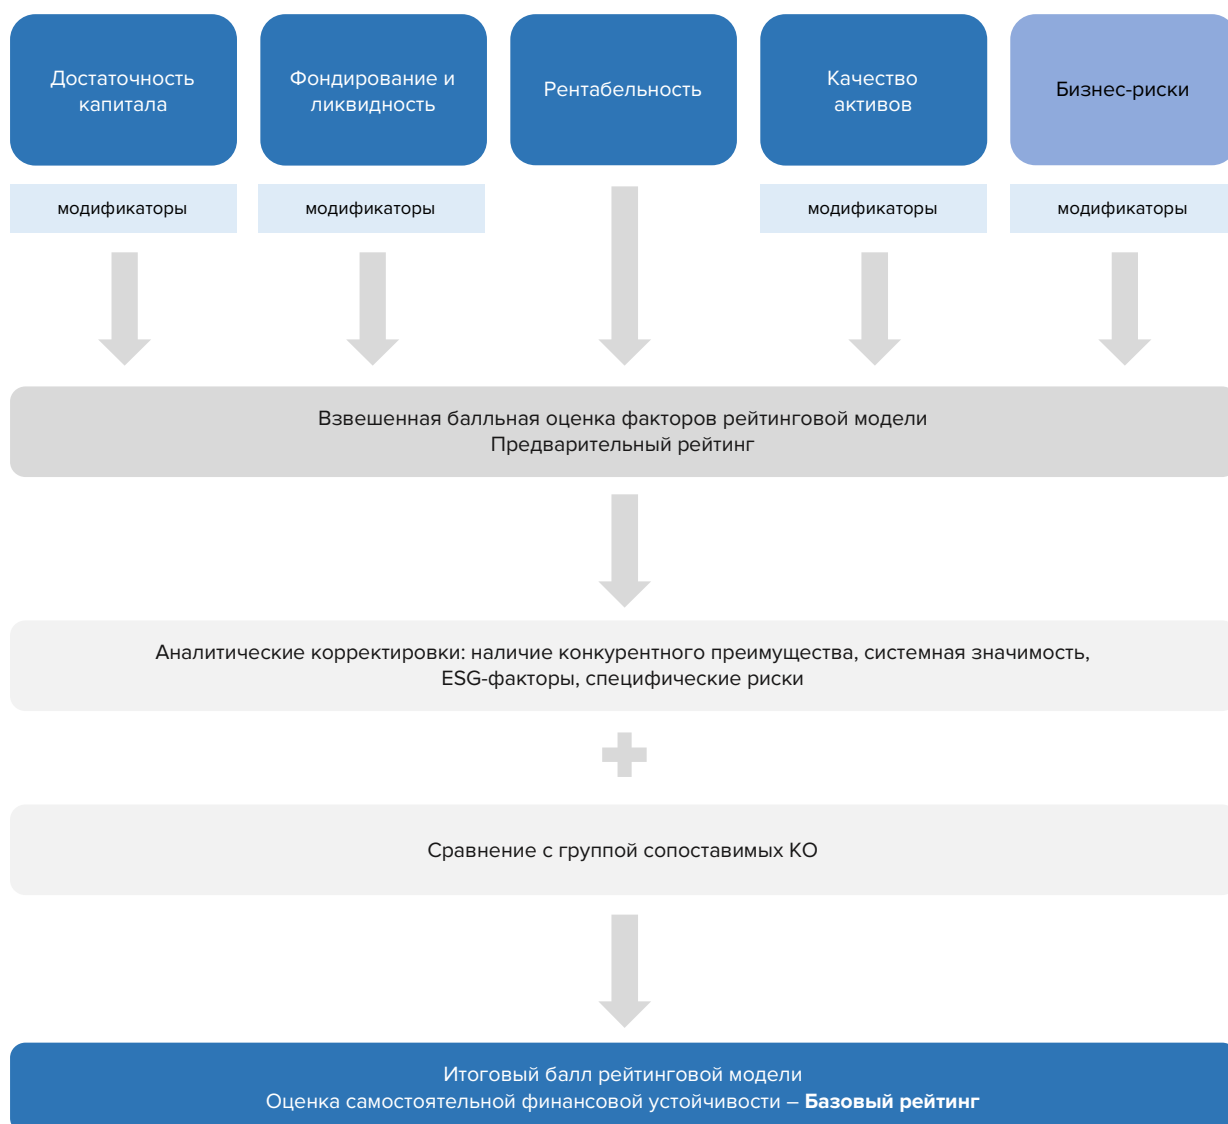 Достаточность
капитала
Фондирование и
ликвидность
Рентабельность
Качество
активов
Бизнес-риски
модификаторы
модификаторы
модификаторы
модификаторы
Взвешенная балльная оценка факторов рейтинговой модели
Предварительный рейтинг
Аналитические корректировки: наличие конкурентного преимущества, системная значимость,
ESG-факторы, специфические риски
Сравнение с группой сопоставимых КО
Итоговый балл рейтинговой модели
Оценка самостоятельной финансовой устойчивости – Базовый рейтинг